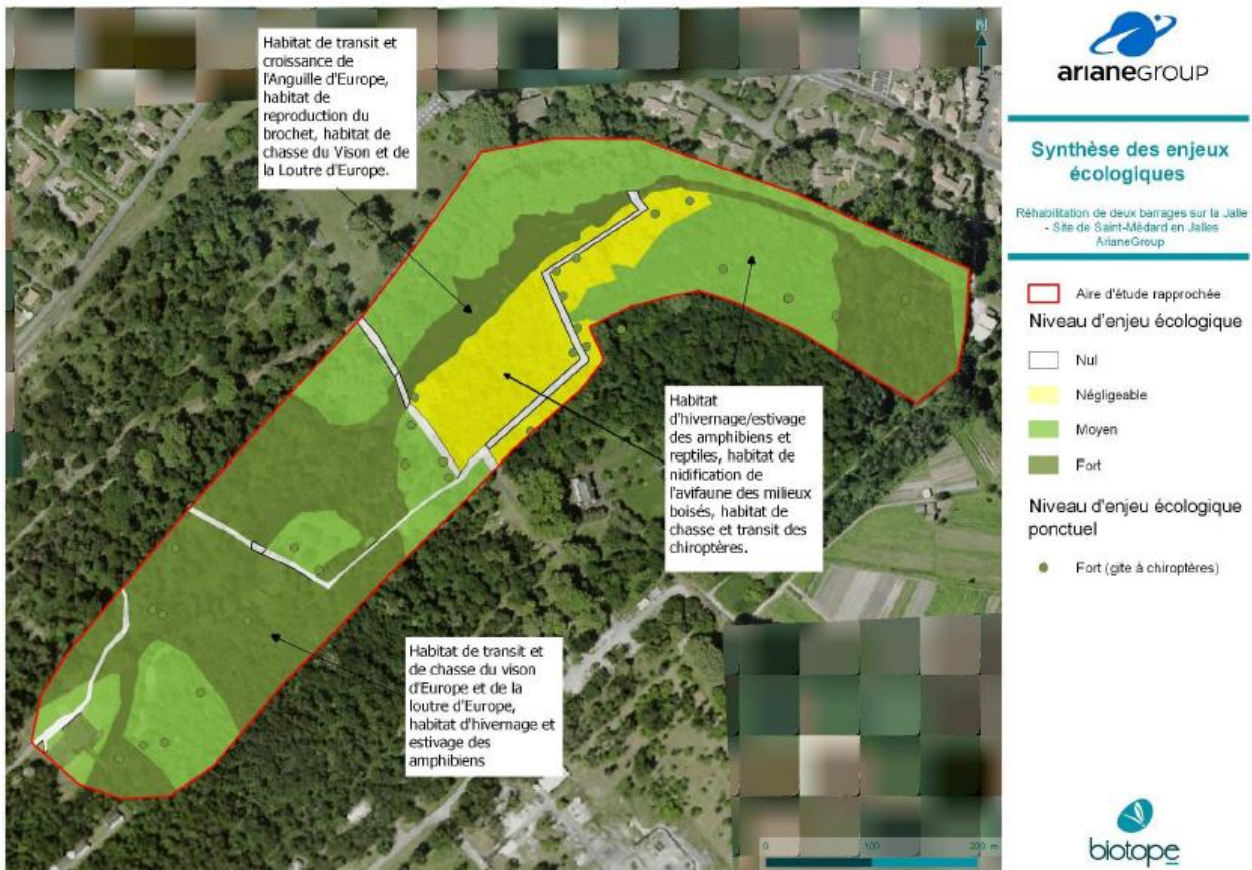 Habitat de transit et
croissance de
l'Anguille d'Europe,
habitat de
reproduction du
brochet, habitat de
chasse du Vison et de
la Loutre d'Europe.
Habitat
d'hivernage/estivage
des amphibiens et
reptiles, habitat de
nidification de
l'avifaune des milieux
boisés, habitat de
chasse et transit des
chiroptères.
Habitat de transit et
de chasse du vison
d'Europe et de la
loutre d'Europe,
habitat d'hivernage et
estivage des
amphibiens
N
0 100 200 m
arianeGROUP
Synthèse des enjeux
écologiques
Réhabilitation de deux barrages sur la Jalle
- Site de Saint-Médard en Jalles
ArianeGroup
Aire d'étude rapprochée
Niveau d'enjeu écologique
Nul
Négligeable
Moyen
Fort
Niveau d'enjeu écologique
ponctuel
Fort (gîte à chiroptères)
biotope